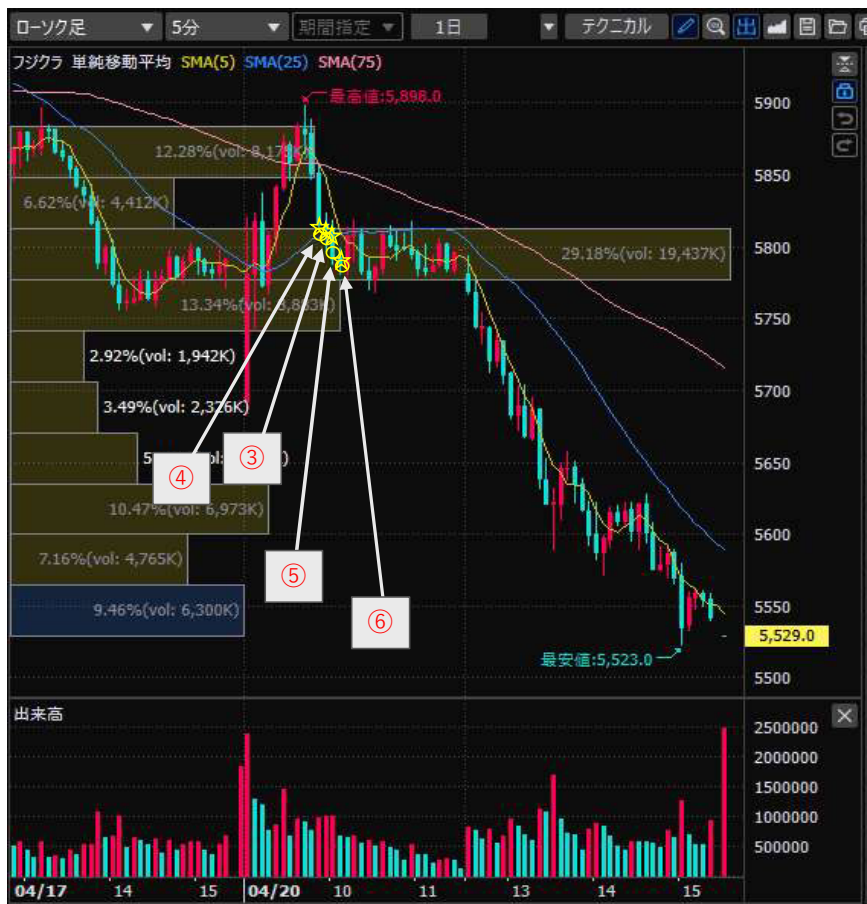 ローソク足 5分 期間指定 1日 テクニカル
フジクラ 単純移動平均 SMA(5) SMA(25) SMA(75)
最高値:5,898.0
5900
12.28%(vol:
5850
6.62%(vol: 4,412K)
5800
29.18%(vol: 19,437K)
13.34%(vol:
5750
2.92%(vol: 1,942K)
5700
3.49%(vol: 2,326K)
③
④
5650
10.47%(vol: 6,973K)
5600
7.16%(vol: 4,765K)
⑤
5550
9.46%(vol: 6,300K)
⑥
5,529.0
最安値:5,523.0
5500
出来高
2500000
2000000
1500000
1000000
500000
04/17 14 15 04/20 10 11 13 14 15